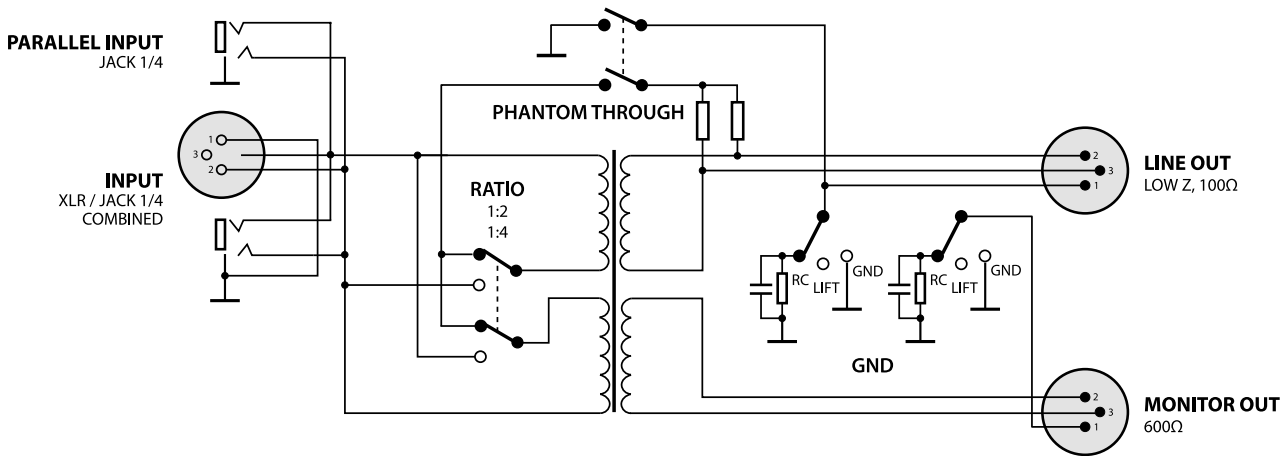 PARALLEL INPUT
JACK 1/4
PHANTOM THROUGH
1
3
2
INPUT
XLR / JACK 1/4
COMBINED
RATIO
1:2
1:4
2
3
1
LINE OUT
LOW Z, 100Ω
RC
LIFT
GND
RC
LIFT
GND
GND
2
3
1
MONITOR OUT
600Ω